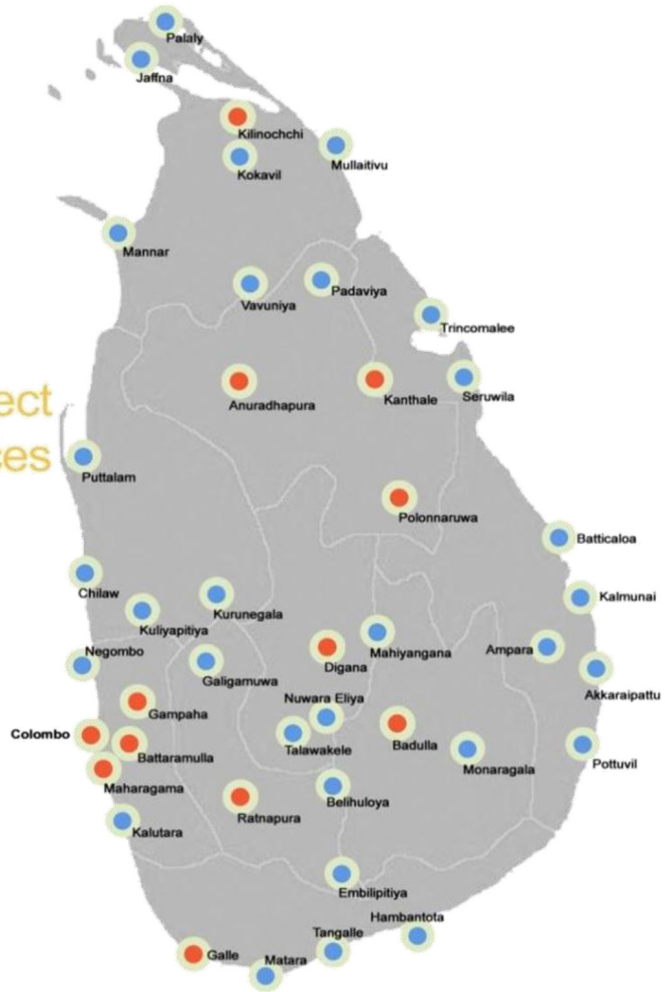 Palaly
Jaffna
Kilinochchi
Kokavil
Mullaitivu
Mannar
Vavuniya
Padaviya
Trincomalee
Anuradhapura
Kanthale
Seruwila
ect
ces
Puttalam
Polonnaruwa
Batticaloa
Chilaw
Kurunegala
Kalmunai
Kuliyapitiya
Negombo
Digana
Mahiyangana
Ampara
Galigamuwa
Akkaraipattu
Nuwara Eliya
Gampaha
Colombo
Battaramulla
Talawakele
Badulla
Monaragala
Pottuvil
Maharagama
Ratnapura
Belihuloya
Kalutara
Embilipitiya
Hambantota
Tangalle
Galle
Matara